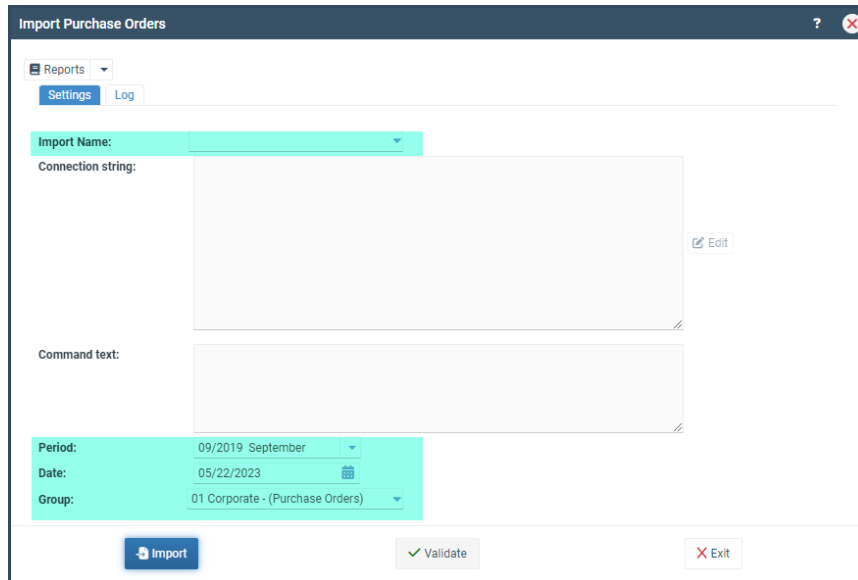 Import Purchase Orders ?
Reports
Settings Log
Import Name:
Connection string:
Edit
Command text:
Period: 09/2019 September
Date: 05/22/2023
Group: 01 Corporate - (Purchase Orders)
Import Validate Exit